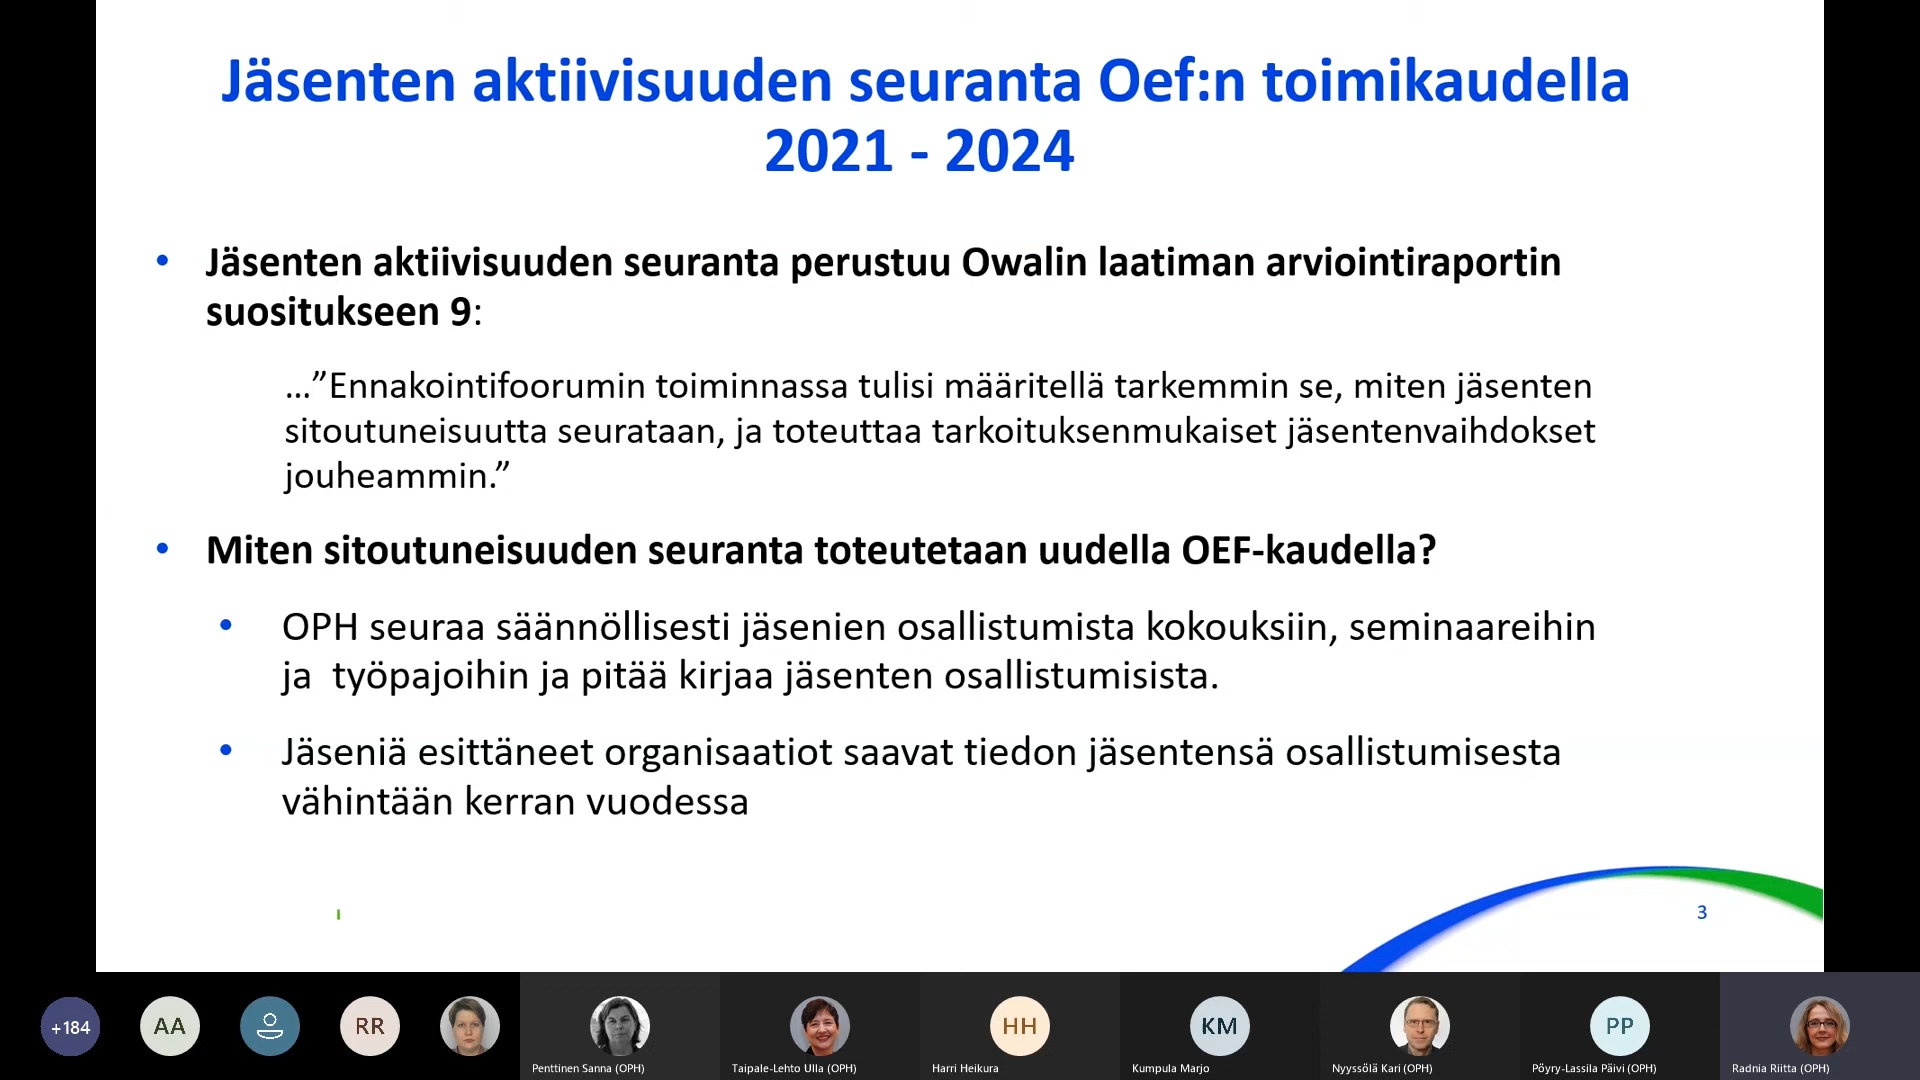 Jäsenten aktiivisuuden seuranta Oef:n toimikaudella
2021 - 2024
• Jäsenten aktiivisuuden seuranta perustuu Owalin laatiman arviointiraportin
suositukseen 9:
…”Ennakointifoorumin toiminnassa tulisi määritellä tarkemmin se, miten jäsenten
sitoutuneisuutta seurataan, ja toteuttaa tarkoituksenmukaiset jäsentenvaihdokset
jouheammin.”
• Miten sitoutuneisuuden seuranta toteutetaan uudella OEF-kaudella?
• OPH seuraa säännöllisesti jäsenien osallistumista kokouksiin, seminaareihin
ja  työpajoihin ja pitää kirjaa jäsenten osallistumisista.
• Jäseniä esittäneet organisaatiot saavat tiedon jäsentensä osallistumisesta
vähintään kerran vuodessa
3
+184
AA
RR
HH
KM
PP
Penttinen Sanna (OPH)
Taipale-Lehto Ulla (OPH)
Harri Heikura
Kumpula Marjo
Nyyssölä Kari (OPH)
Pöyry-Lassila Päivi (OPH)
Radnia Riitta (OPH)